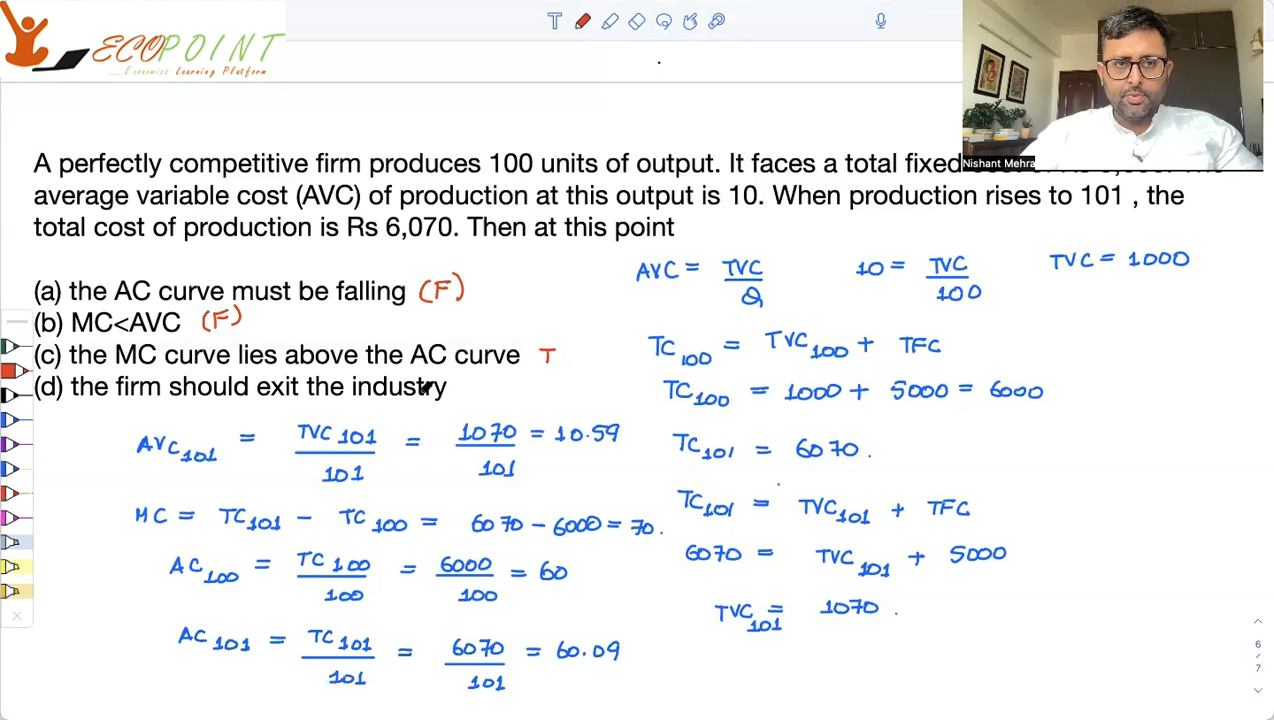 ECOPOINT
.....Economics Learning Platform
Nishant Mehra
A perfectly competitive firm produces 100 units of output. It faces a total fixed
average variable cost (AVC) of production at this output is 10. When production rises to 101 , the
total cost of production is Rs 6,070. Then at this point
(a) the AC curve must be falling (F)
(b) MC<AVC (F)
(c) the MC curve lies above the AC curve T
(d) the firm should exit the industry
AVC = TVC / Q 10 = TVC / 100 TVC = 1000
TC100 = TVC100 + TFC
TC100 = 1000 + 5000 = 6000
TC101 = 6070.
TC101 = TVC101 + TFC
6070 = TVC101 + 5000
TVC101 = 1070.
AVC101 = TVC101 / 101 = 1070 / 101 = 10.59
MC = TC101 - TC100 = 6070 - 6000 = 70.
AC100 = TC100 / 100 = 6000 / 100 = 60
AC101 = TC101 / 101 = 6070 / 101 = 60.09
6
/
7